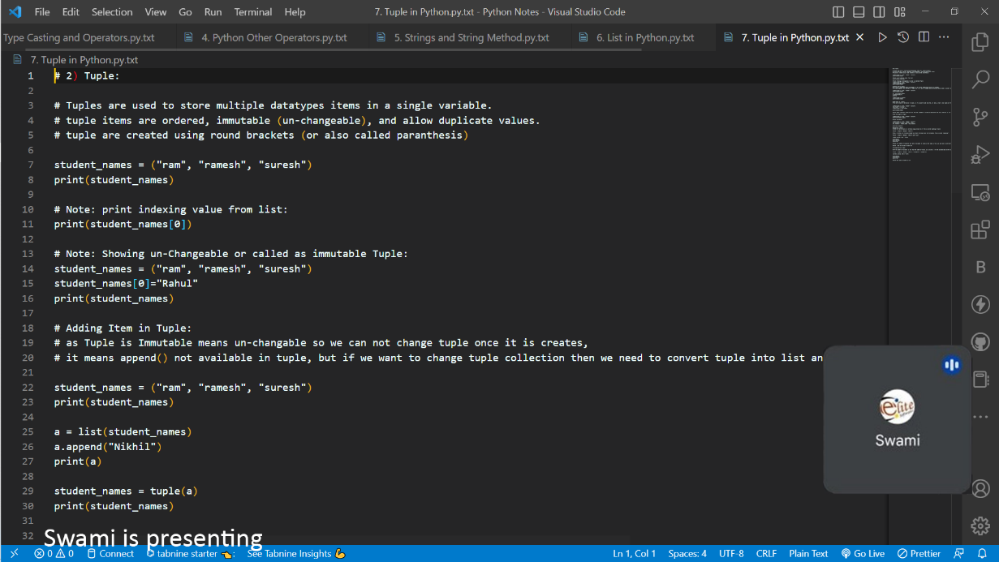 File Edit Selection View Go Run Terminal Help 7. Tuple in Python.py.txt - Python Notes - Visual Studio Code
Type Casting and Operators.py.txt 4. Python Other Operators.py.txt 5. Strings and String Method.py.txt 6. List in Python.py.txt 7. Tuple in Python.py.txt
7. Tuple in Python.py.txt
1 # 2) Tuple:
2
3 # Tuples are used to store multiple datatypes items in a single variable.
4 # tuple items are ordered, immutable (un-changeable), and allow duplicate values.
5 # tuple are created using round brackets (or also called paranthesis)
6
7 student_names = ("ram", "ramesh", "suresh")
8 print(student_names)
9
10 # Note: print indexing value from list:
11 print(student_names[0])
12
13 # Note: Showing un-Changeable or called as immutable Tuple:
14 student_names = ("ram", "ramesh", "suresh")
15 student_names[0]="Rahul"
16 print(student_names)
17
18 # Adding Item in Tuple:
19 # as Tuple is Immutable means un-changable so we can not change tuple once it is creates,
20 # it means append() not available in tuple, but if we want to change tuple collection then we need to convert tuple into list an
21
22 student_names = ("ram", "ramesh", "suresh")
23 print(student_names)
24
25 a = list(student_names)
26 a.append("Nikhil")
27 print(a)
28
29 student_names = tuple(a)
30 print(student_names)
31
32
B
elite
Swami
Swami is presenting
0 0 Connect tabnine starter See Tabnine Insights Ln 1, Col 1 Spaces: 4 UTF-8 CRLF Plain Text Go Live Prettier